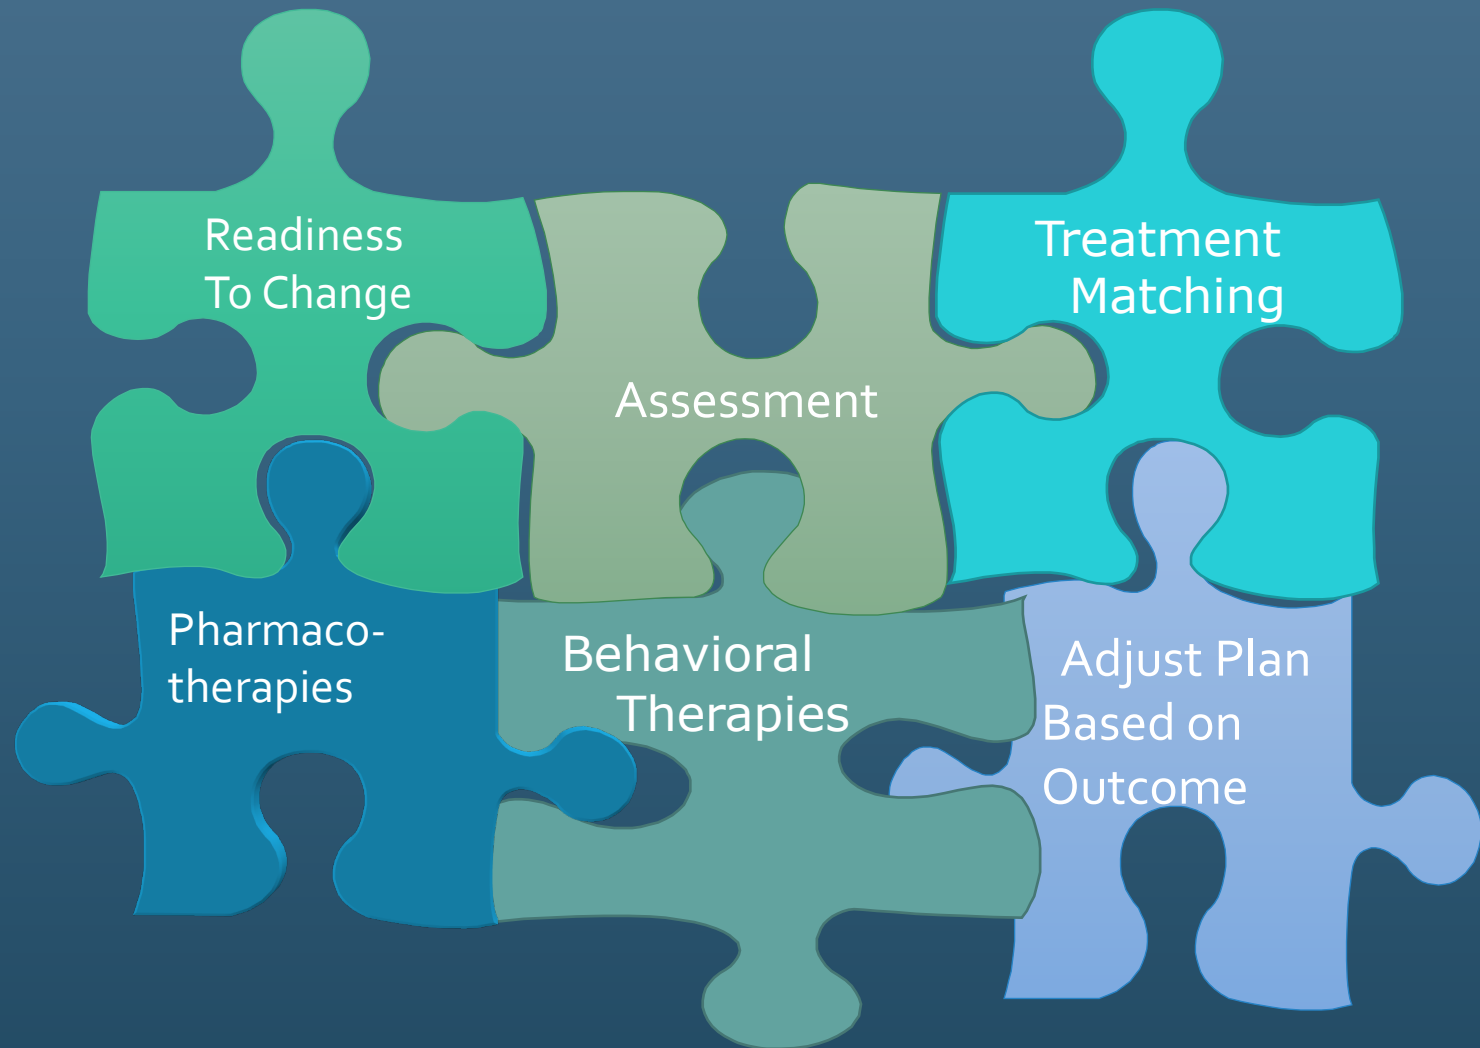 Readiness
To Change
Assessment
Treatment
Matching
Pharmaco-
therapies
Behavioral
Therapies
Adjust Plan
Based on
Outcome